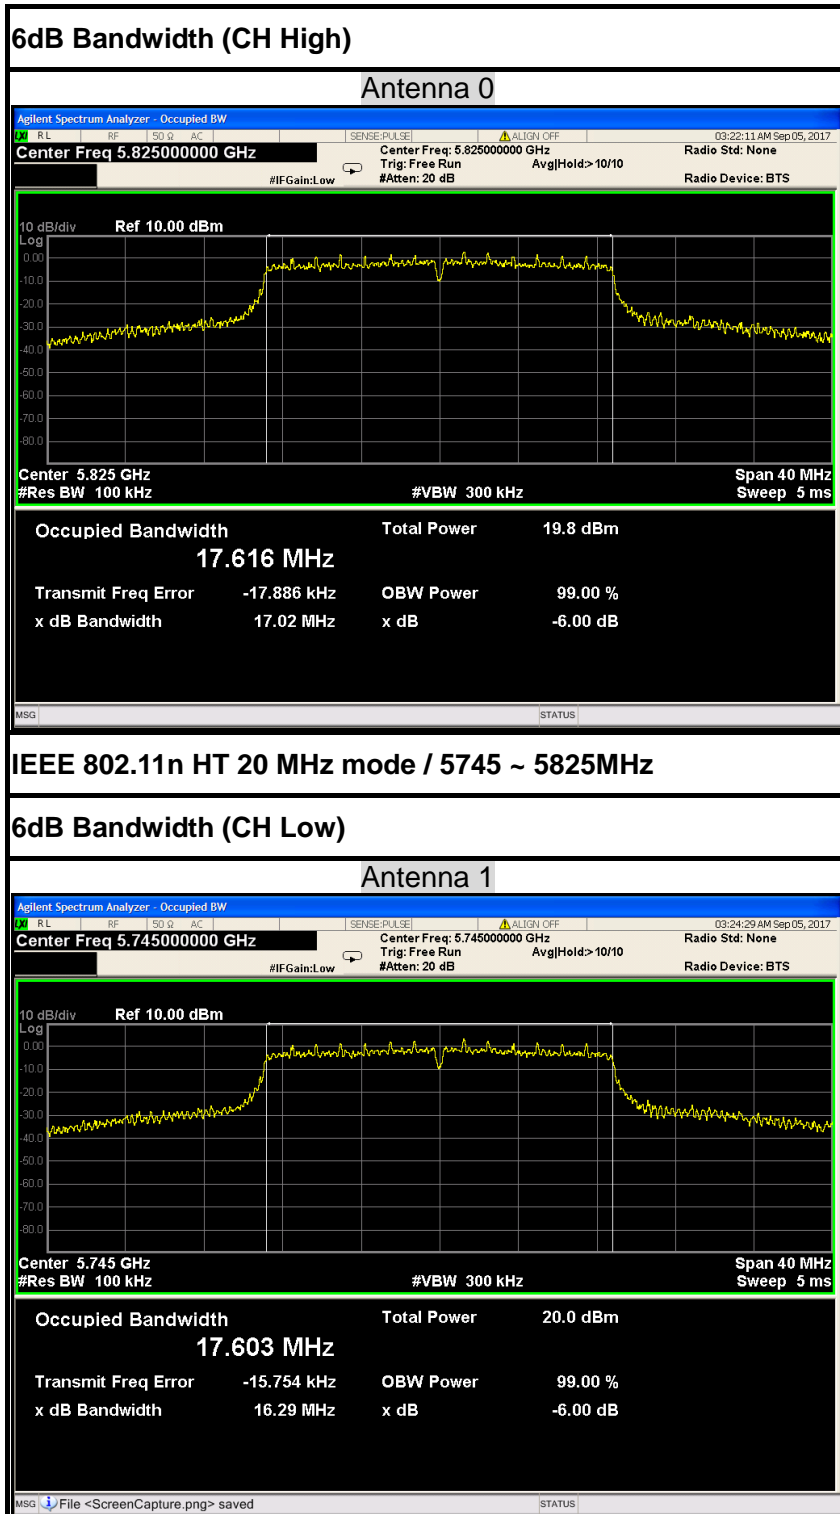 6dB Bandwidth (CH High)
Antenna 0
Agilent Spectrum Analyzer - Occupied BW
LXI RL RF 50 Ω AC SENSE:PULSE ALIGN OFF 03:22:11 AM Sep 05, 2017
Center Freq 5.825000000 GHz Center Freq: 5.825000000 GHz Radio Std: None
Trig: Free Run Avg|Hold:>10/10
#IFGain:Low #Atten: 20 dB Radio Device: BTS
10 dB/div Ref 10.00 dBm
Log
0.00
-10.0
-20.0
-30.0
-40.0
-50.0
-60.0
-70.0
-80.0
Center 5.825 GHz Span 40 MHz
#Res BW 100 kHz #VBW 300 kHz Sweep 5 ms
Occupied Bandwidth Total Power 19.8 dBm
17.616 MHz
Transmit Freq Error -17.886 kHz OBW Power 99.00 %
x dB Bandwidth 17.02 MHz x dB -6.00 dB
MSG STATUS
IEEE 802.11n HT 20 MHz mode / 5745 ~ 5825MHz
6dB Bandwidth (CH Low)
Antenna 1
Agilent Spectrum Analyzer - Occupied BW
LXI RL RF 50 Ω AC SENSE:PULSE ALIGN OFF 03:24:29 AM Sep 05, 2017
Center Freq 5.745000000 GHz Center Freq: 5.745000000 GHz Radio Std: None
Trig: Free Run Avg|Hold:>10/10
#IFGain:Low #Atten: 20 dB Radio Device: BTS
10 dB/div Ref 10.00 dBm
Log
0.00
-10.0
-20.0
-30.0
-40.0
-50.0
-60.0
-70.0
-80.0
Center 5.745 GHz Span 40 MHz
#Res BW 100 kHz #VBW 300 kHz Sweep 5 ms
Occupied Bandwidth Total Power 20.0 dBm
17.603 MHz
Transmit Freq Error -15.754 kHz OBW Power 99.00 %
x dB Bandwidth 16.29 MHz x dB -6.00 dB
MSG File <ScreenCapture.png> saved STATUS